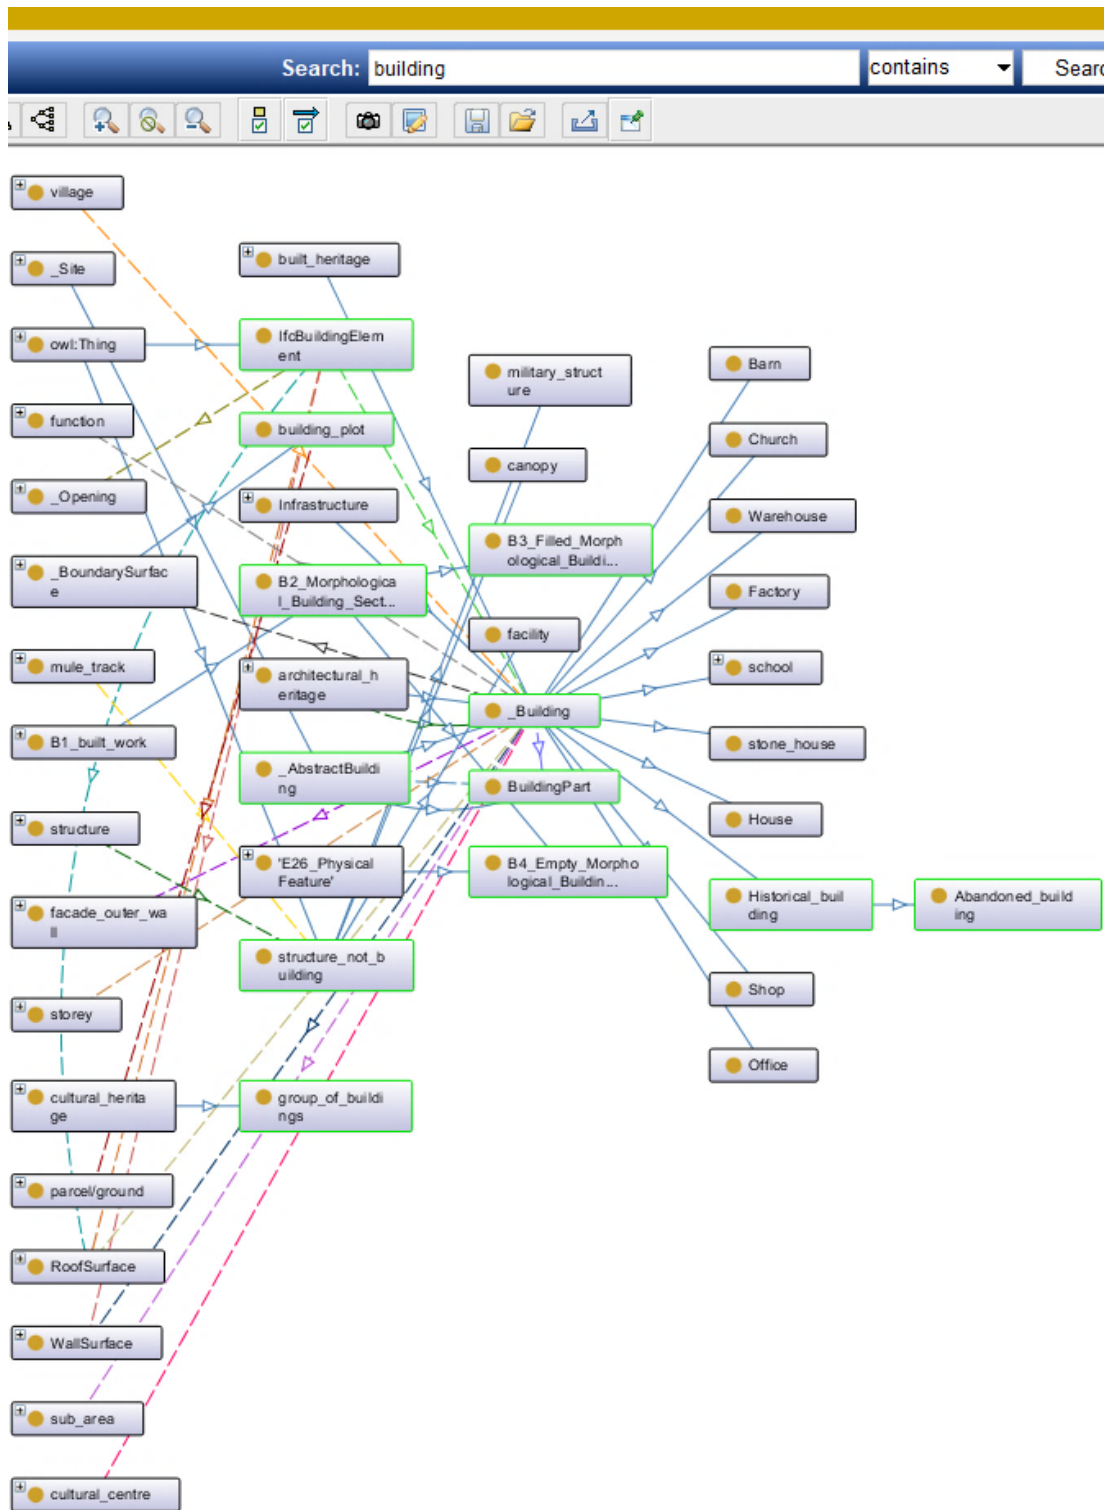 Search: building contains Searc
village
_Site
owl:Thing
function
_Opening
_BoundarySurfac
e
mule_track
B1_built_work
structure
facade_outer_wa
ll
storey
cultural_herita
ge
parcel/ground
RoofSurface
WallSurface
sub_area
cultural_centre
built_heritage
IfcBuildingElem
ent
building_plot
Infrastructure
B2_Morphologica
l_Building_Sect...
architectural_h
eritage
_AbstractBuildi
ng
'E26_Physical
Feature'
structure_not_b
uilding
group_of_buildi
ngs
military_struct
ure
canopy
B3_Filled_Morph
ological_Buildi...
facility
_Building
BuildingPart
B4_Empty_Morpho
logical_Buildin...
Barn
Church
Warehouse
Factory
school
stone_house
House
Historical_buil
ding
Shop
Office
Abandoned_build
ing